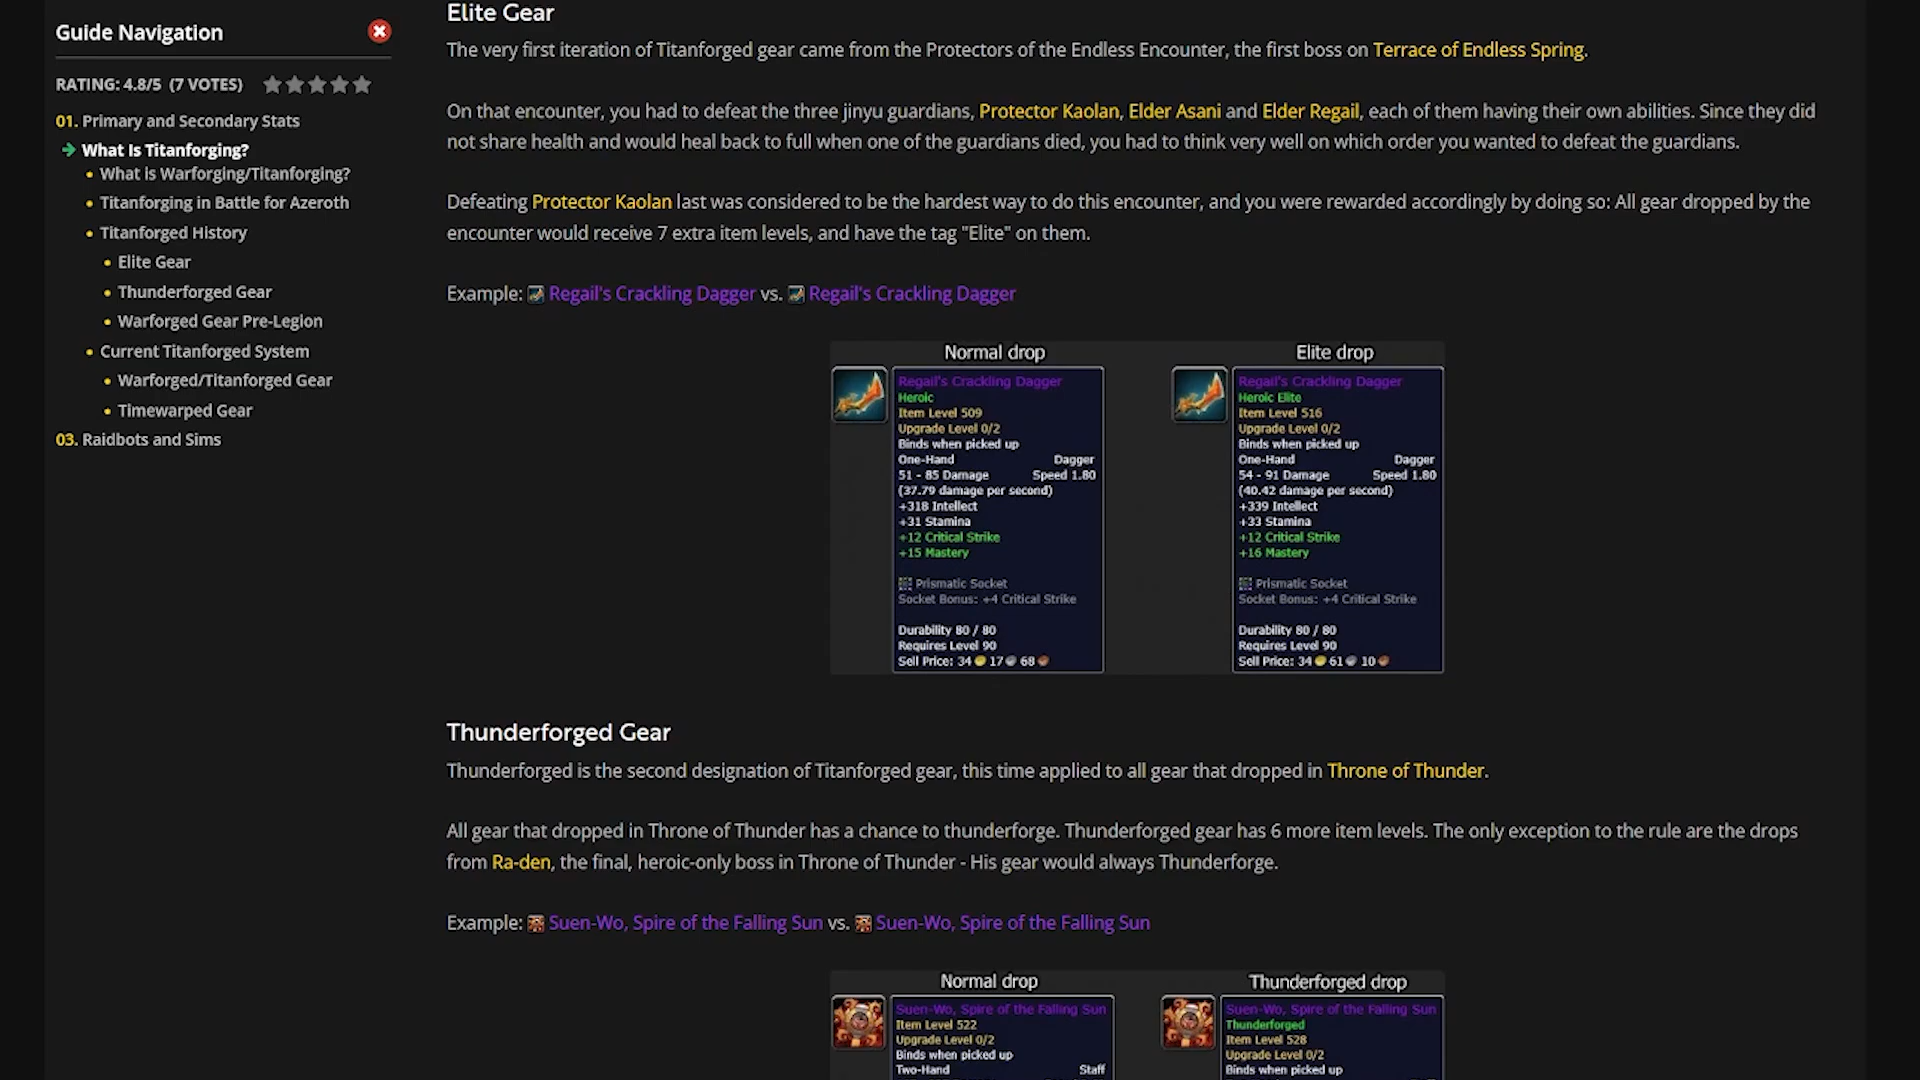 Guide Navigation
RATING: 4.8/5 (7 VOTES)
01. Primary and Secondary Stats
What Is Titanforging?
What is Warforging/Titanforging?
Titanforging in Battle for Azeroth
Titanforged History
Elite Gear
Thunderforged Gear
Warforged Gear Pre-Legion
Current Titanforged System
Warforged/Titanforged Gear
Timewarped Gear
03. Raidbots and Sims
Elite Gear
The very first iteration of Titanforged gear came from the Protectors of the Endless Encounter, the first boss on Terrace of Endless Spring.
On that encounter, you had to defeat the three jinyu guardians, Protector Kaolan, Elder Asani and Elder Regail, each of them having their own abilities. Since they did
not share health and would heal back to full when one of the guardians died, you had to think very well on which order you wanted to defeat the guardians.
Defeating Protector Kaolan last was considered to be the hardest way to do this encounter, and you were rewarded accordingly by doing so: All gear dropped by the
encounter would receive 7 extra item levels, and have the tag "Elite" on them.
Example: Regail's Crackling Dagger vs. Regail's Crackling Dagger
Normal drop
Regail's Crackling Dagger
Heroic
Item Level 509
Upgrade Level 0/2
Binds when picked up
One-Hand Dagger
51 - 85 Damage Speed 1.80
(37.79 damage per second)
+318 Intellect
+31 Stamina
+12 Critical Strike
+15 Mastery
Prismatic Socket
Socket Bonus: +4 Critical Strike
Durability 80 / 80
Requires Level 90
Sell Price: 34 17 68
Elite drop
Regail's Crackling Dagger
Heroic Elite
Item Level 516
Upgrade Level 0/2
Binds when picked up
One-Hand Dagger
54 - 91 Damage Speed 1.80
(40.42 damage per second)
+339 Intellect
+33 Stamina
+12 Critical Strike
+16 Mastery
Prismatic Socket
Socket Bonus: +4 Critical Strike
Durability 80 / 80
Requires Level 90
Sell Price: 34 61 10
Thunderforged Gear
Thunderforged is the second designation of Titanforged gear, this time applied to all gear that dropped in Throne of Thunder.
All gear that dropped in Throne of Thunder has a chance to thunderforge. Thunderforged gear has 6 more item levels. The only exception to the rule are the drops
from Ra-den, the final, heroic-only boss in Throne of Thunder - His gear would always Thunderforge.
Example: Suen-Wo, Spire of the Falling Sun vs. Suen-Wo, Spire of the Falling Sun
Normal drop
Suen-Wo, Spire of the Falling Sun
Item Level 522
Upgrade Level 0/2
Binds when picked up
Two-Hand Staff
Thunderforged drop
Suen-Wo, Spire of the Falling Sun
Thunderforged
Item Level 528
Upgrade Level 0/2
Binds when picked up